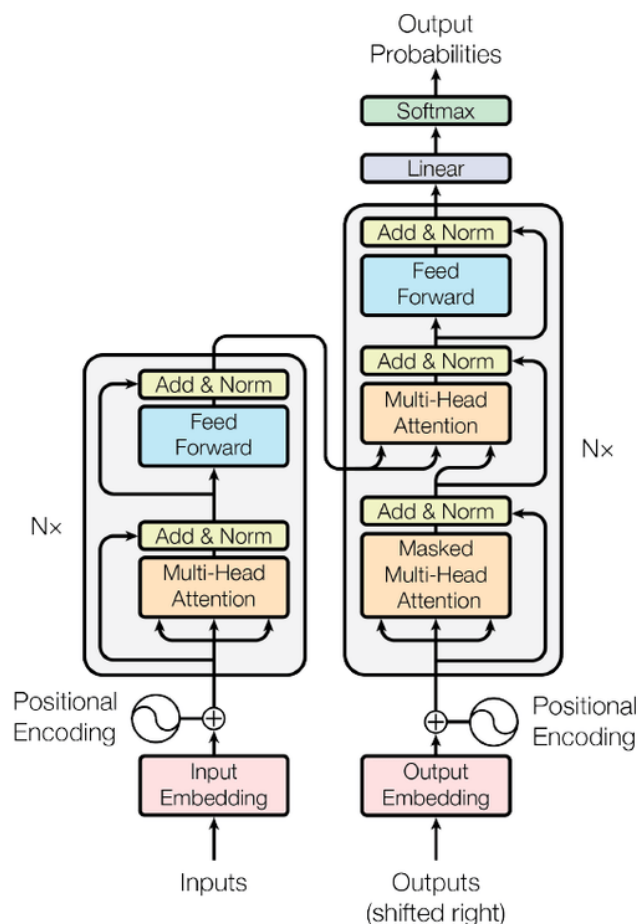 Output
Probabilities
Softmax
Linear
Add & Norm
Feed
Forward
Add & Norm
Multi-Head
Attention
Nx
Add & Norm
Masked
Multi-Head
Attention
Add & Norm
Feed
Forward
Nx
Add & Norm
Multi-Head
Attention
Positional
Encoding
Positional
Encoding
Input
Embedding
Output
Embedding
Inputs
Outputs
(shifted right)